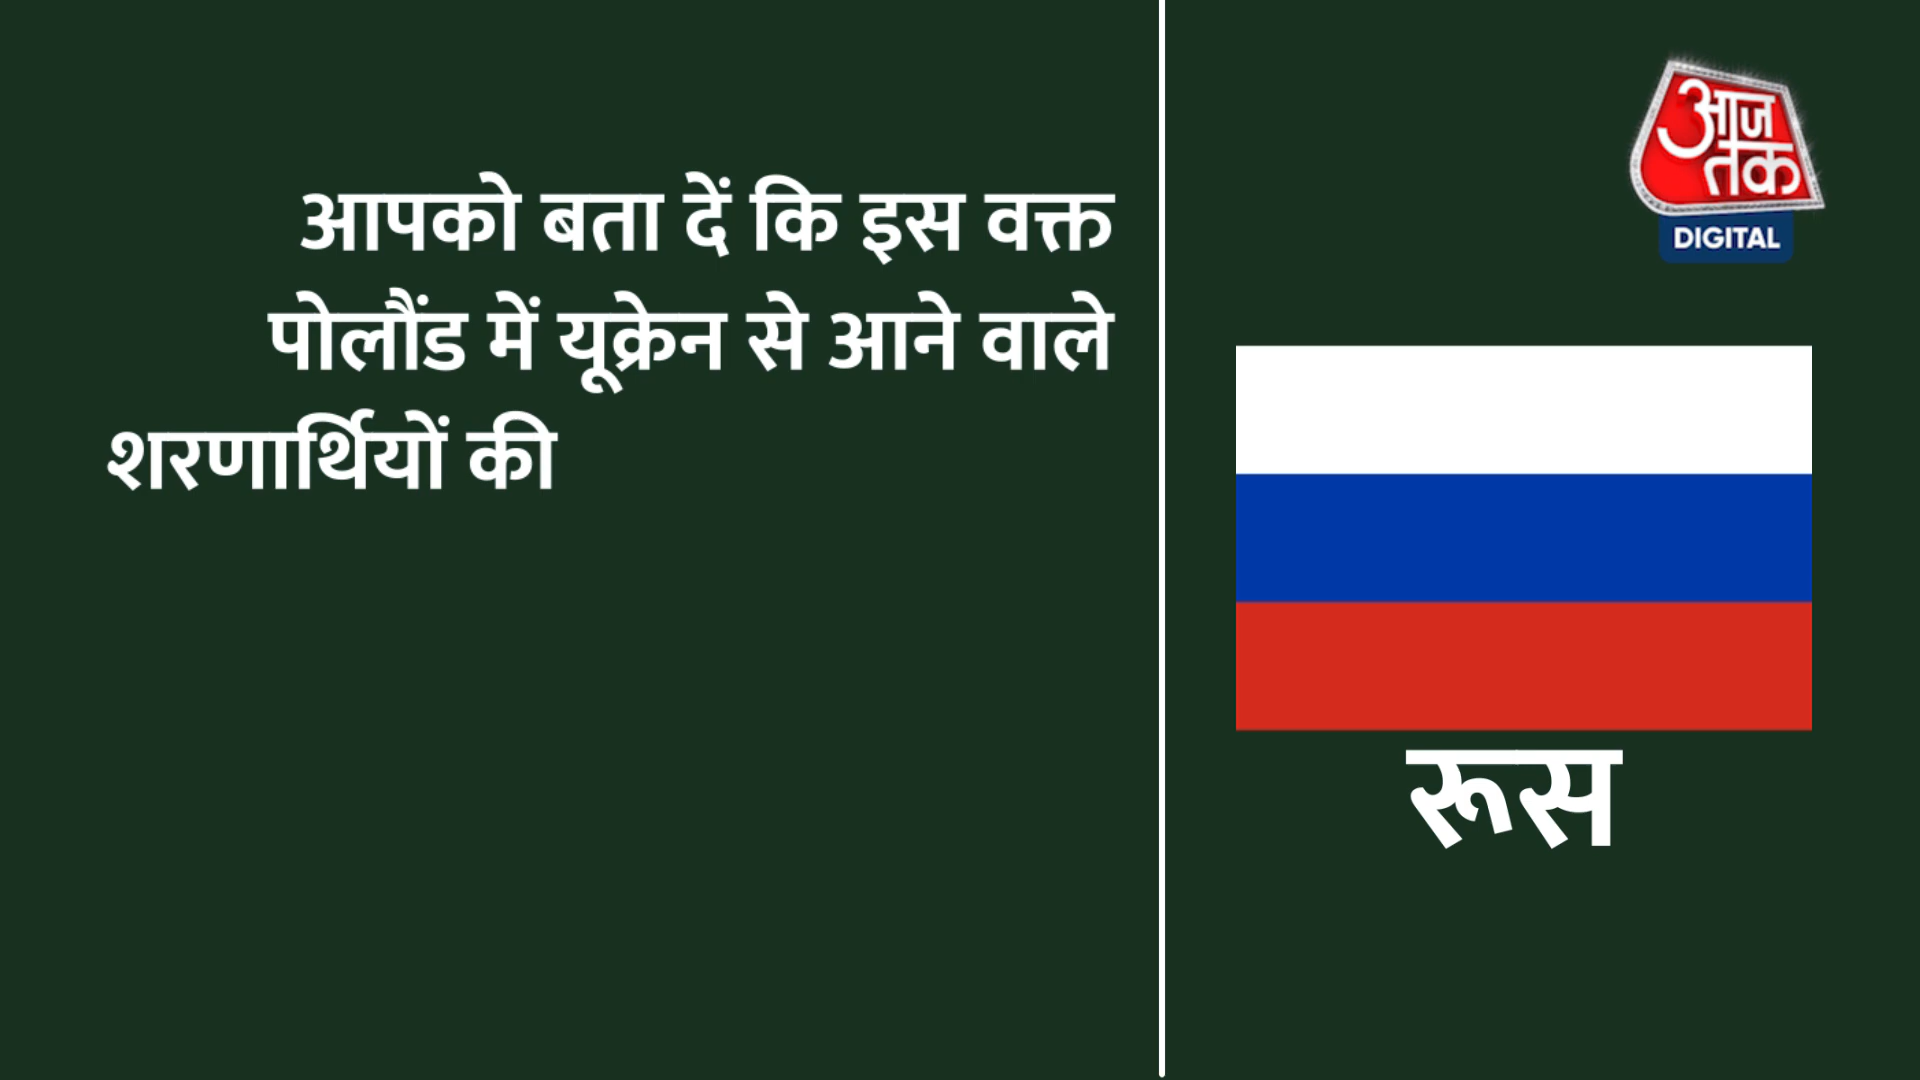 आपको बता दें कि इस वक्त
पोलौंड में यूक्रेन से आने वाले
शरणार्थियों की
आज
तक
DIGITAL
रूस